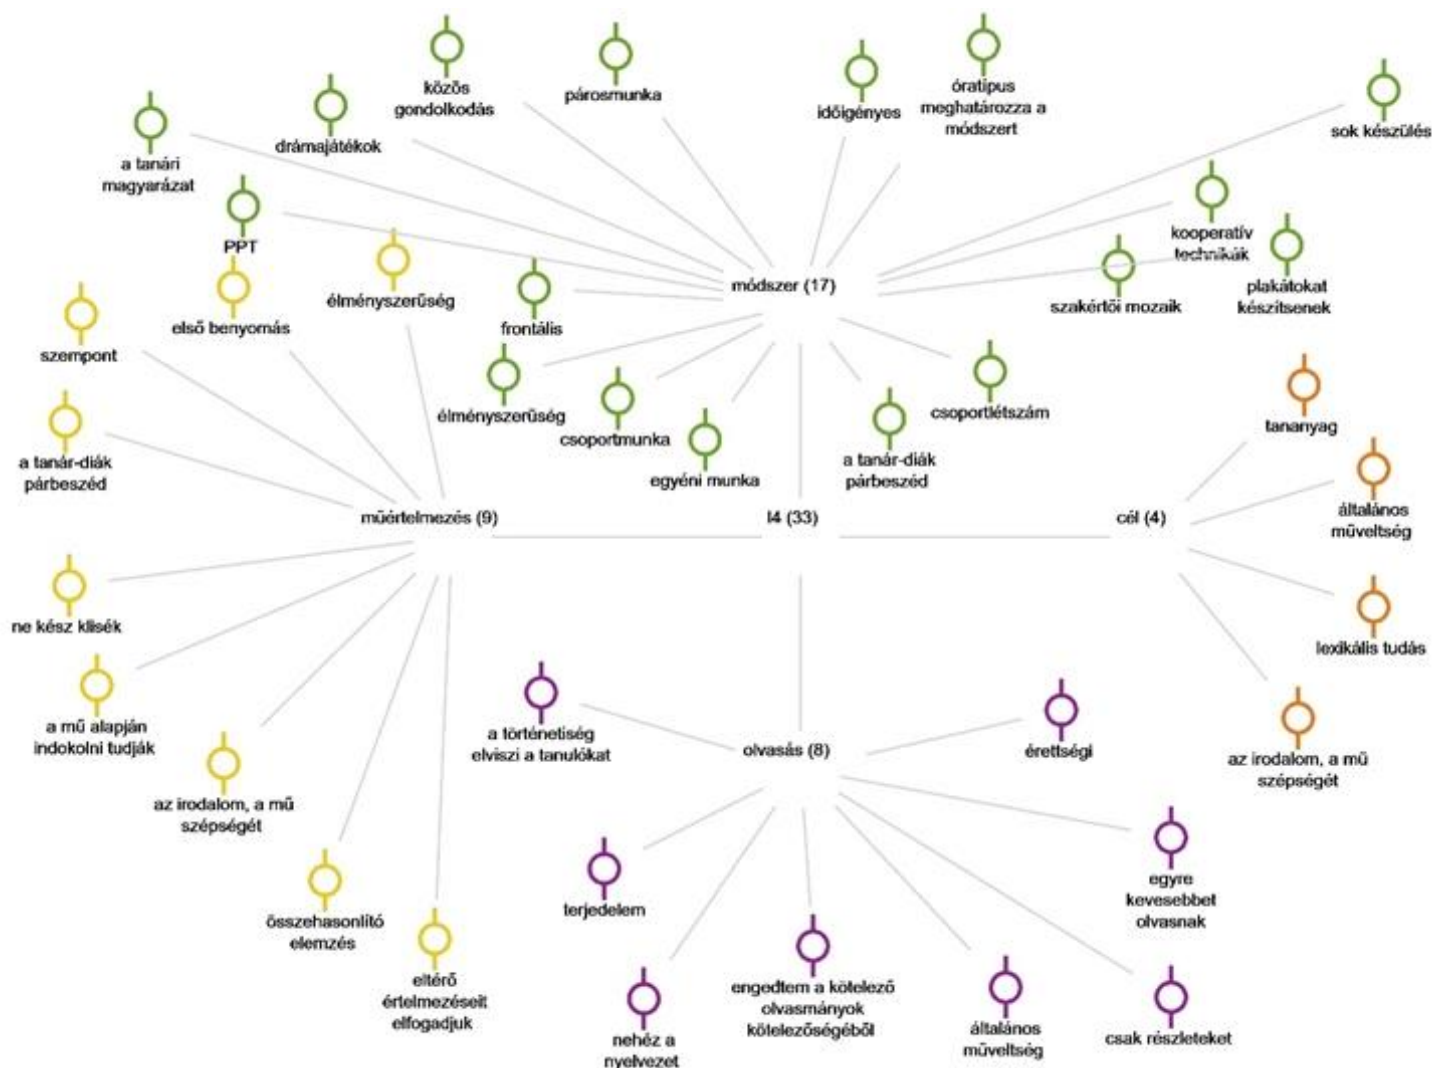 közös
gondolkodás
párosmunka
időigényes
óratípus
meghatározza a
módszert
sok készülés
a tanári
magyarázat
drámajátékok
PPT
kooperatív
technikák
élményszerűség
első benyomás
frontális
módszer (17)
szakértői mozaik
plakátokat
készítsenek
szempont
élményszerűség
csoportmunka
egyéni munka
a tanár-diák
párbeszéd
csoportlétszám
tananyag
a tanár-diák
párbeszéd
műértelmezés (9)
I4 (33)
cél (4)
általános
műveltség
ne kész klisék
lexikális tudás
a mű alapján
indokolni tudják
a történetiség
elviszi a tanulókat
olvasás (8)
érettségi
az irodalom, a mű
szépségét
az irodalom, a mű
szépségét
terjedelem
egyre
kevesebbet
olvasnak
összehasonlító
elemzés
eltérő
értelmezéseit
elfogadjuk
nehéz a
nyelvezet
engedtem a kötelező
olvasmányok
kötelezőségéből
általános
műveltség
csak részleteket